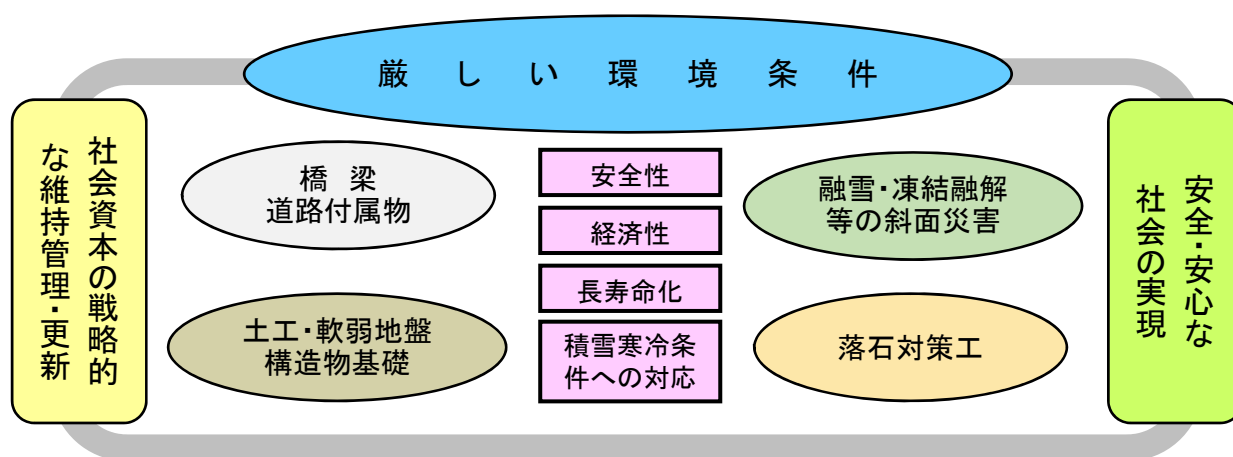 厳しい環境条件
社会資本の戦略的
な維持管理・更新
橋梁
道路付属物
土工・軟弱地盤
構造物基礎
安全性
経済性
長寿命化
積雪寒冷条
件への対応
融雪・凍結融解
等の斜面災害
落石対策工
安全・安心な
社会の実現